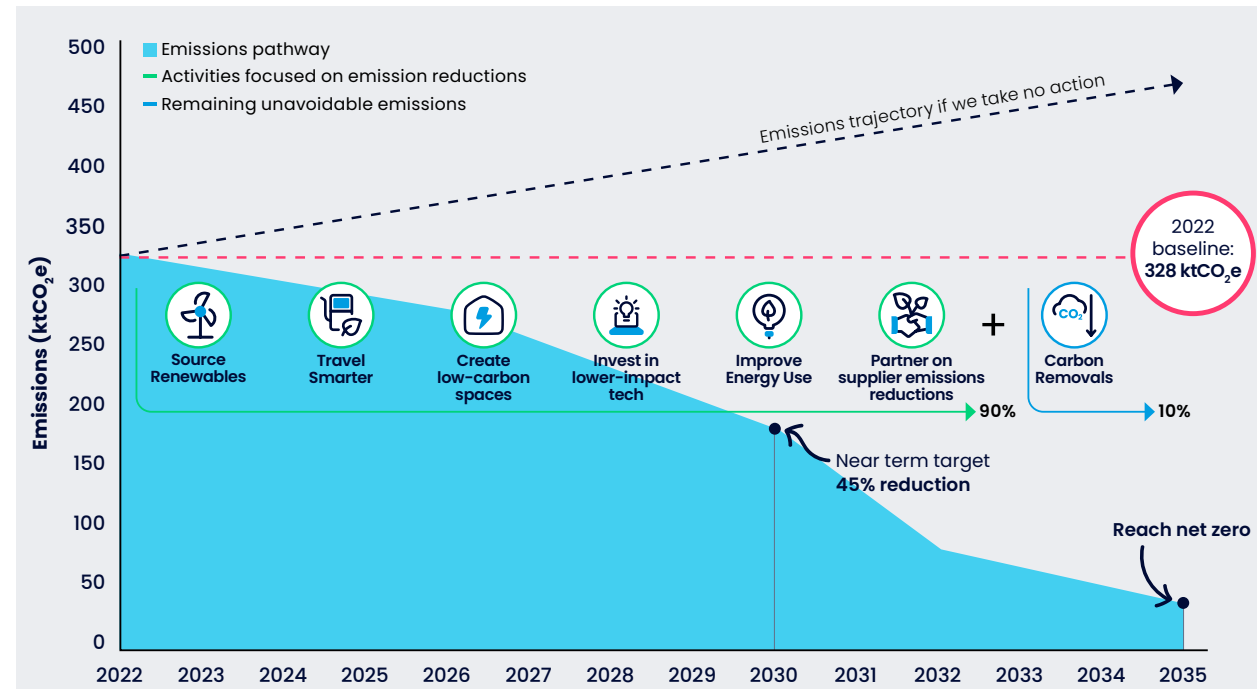 Emissions (ktCO₂e)
500
450
400
350
300
250
200
150
100
50
0
Emissions pathway
Activities focused on emission reductions
Remaining unavoidable emissions
Emissions trajectory if we take no action
2022
baseline:
328 ktCO₂e
Source
Renewables
Travel
Smarter
Create
low-carbon
spaces
Invest in
lower-impact
tech
Improve
Energy Use
Partner on
supplier emissions
reductions
+
CO₂
Carbon
Removals
90%
10%
Near term target
45% reduction
Reach net zero
2022 2023 2024 2025 2026 2027 2028 2029 2030 2031 2032 2033 2034 2035